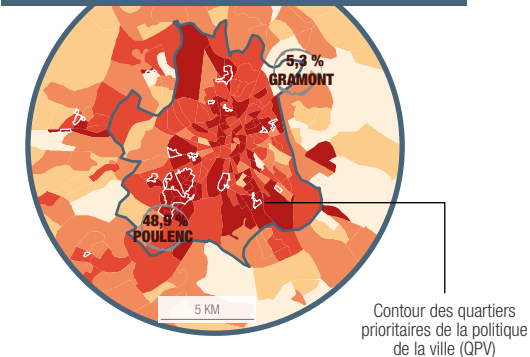 5,3 %
GRAMONT
48,9 %
POULENC
5 KM
Contour des quartiers
prioritaires de la politique
de la ville (QPV)